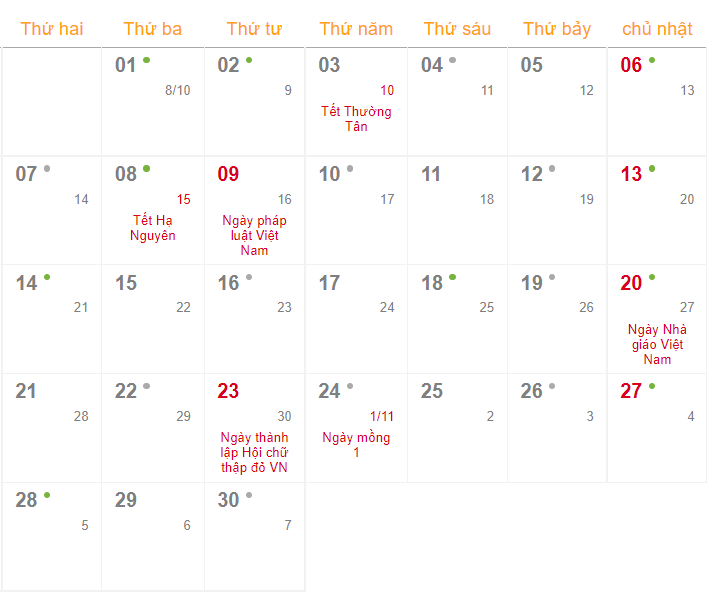 Thứ hai Thứ ba Thứ tư Thứ năm Thứ sáu Thứ bảy chủ nhật
01 02 03 04 05 06
8/10 9 10 11 12 13
Tết Thường
Tân
07 08 09 10 11 12 13
14 15 16 17 18 19 20
Tết Hạ Ngày pháp
Nguyên luật Việt
Nam
14 15 16 17 18 19 20
21 22 23 24 25 26 27
Ngày Nhà
giáo Việt
Nam
21 22 23 24 25 26 27
28 29 30 1/11 2 3 4
Ngày thành Ngày mồng
lập Hội chữ 1
thập đỏ VN
28 29 30
5 6 7